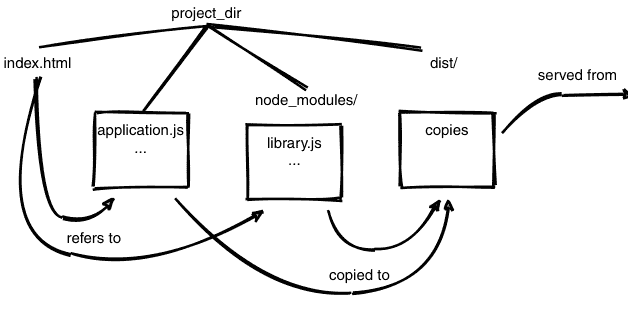 project_dir
index.html
dist/
served from
node_modules/
application.js
...
library.js
...
copies
refers to
copied to